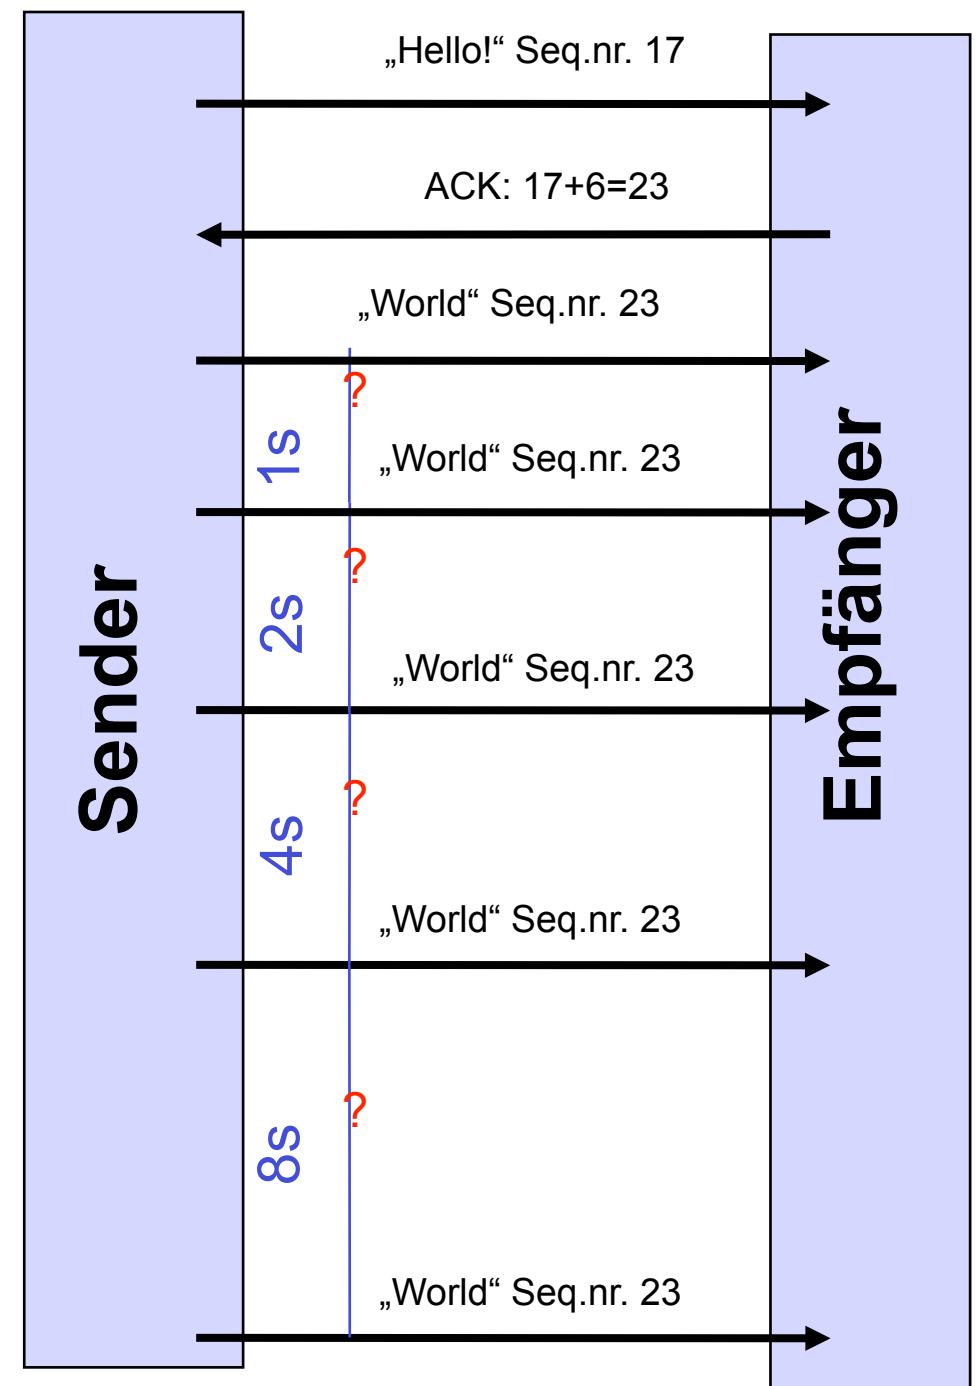 „Hello!“ Seq.nr. 17
ACK: 17+6=23
„World“ Seq.nr. 23
?
1s
„World“ Seq.nr. 23
?
2s
„World“ Seq.nr. 23
?
4s
„World“ Seq.nr. 23
?
8s
„World“ Seq.nr. 23
Sender
Empfänger